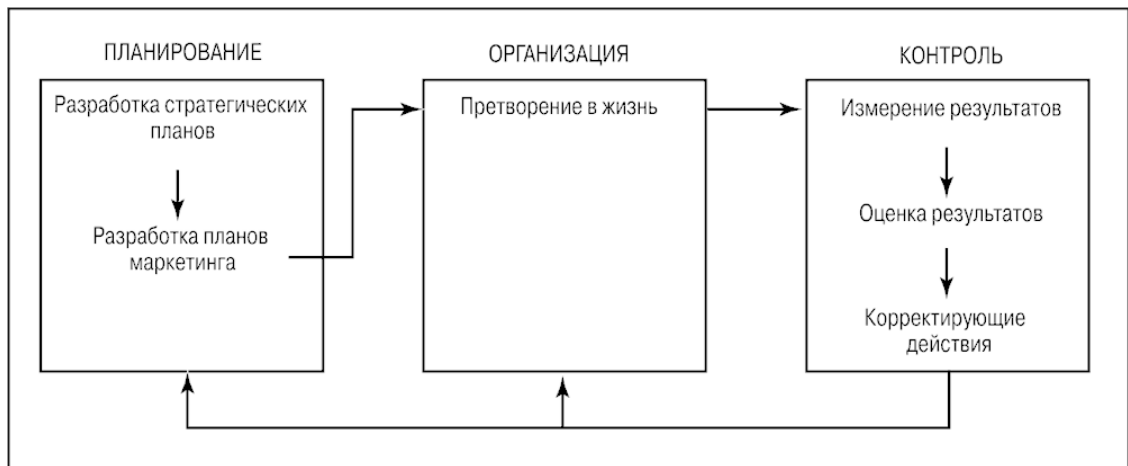 ПЛАНИРОВАНИЕ
Разработка стратегических
планов
Разработка планов
маркетинга
ОРГАНИЗАЦИЯ
Претворение в жизнь
КОНТРОЛЬ
Измерение результатов
Оценка результатов
Корректирующие
действия